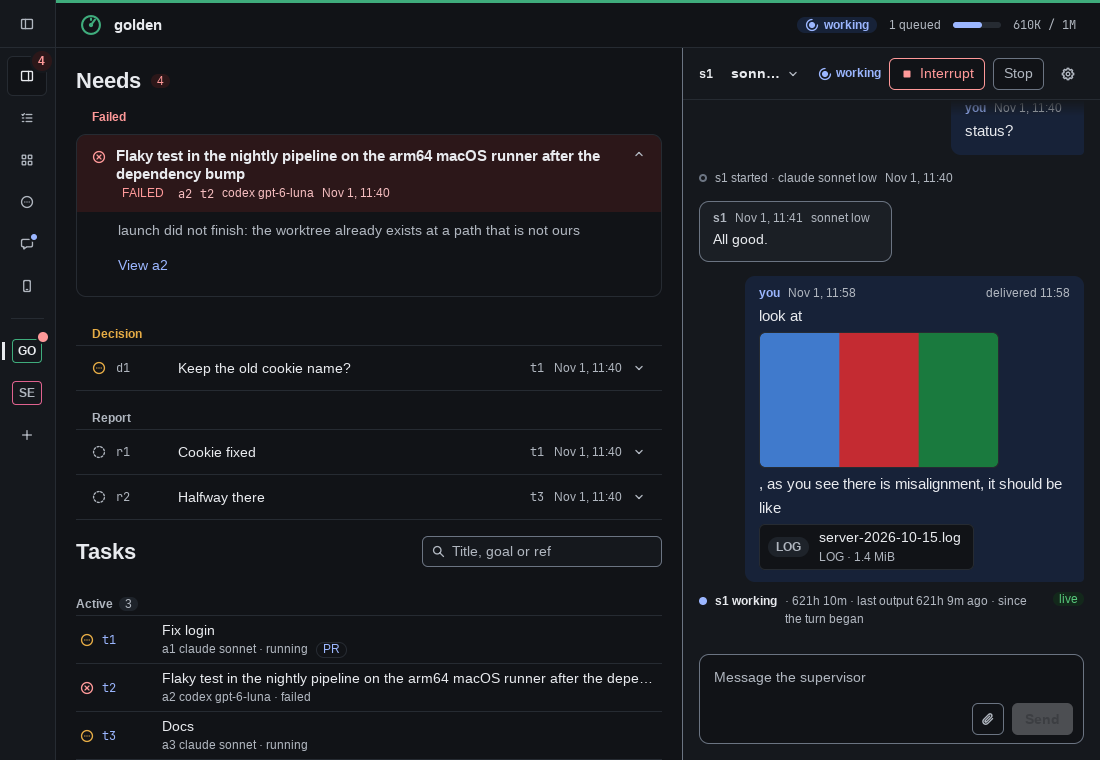 golden
working
1 queued
610K / 1M
4
GO
SE
Needs 4
Failed
Flaky test in the nightly pipeline on the arm64 macOS runner after the
dependency bump
FAILED a2 t2 codex gpt-6-luna Nov 1, 11:40
launch did not finish: the worktree already exists at a path that is not ours
View a2
Decision
d1 Keep the old cookie name? t1 Nov 1, 11:40
Report
r1 Cookie fixed t1 Nov 1, 11:40
r2 Halfway there t3 Nov 1, 11:40
Tasks
Title, goal or ref
Active 3
t1 Fix login
a1 claude sonnet · running PR
t2 Flaky test in the nightly pipeline on the arm64 macOS runner after the depe…
a2 codex gpt-6-luna · failed
t3 Docs
a3 claude sonnet · running
s1 sonn… working Interrupt Stop
you Nov 1, 11:40
status?
s1 started · claude sonnet low Nov 1, 11:40
s1 Nov 1, 11:41 sonnet low
All good.
you Nov 1, 11:58 delivered 11:58
look at
, as you see there is misalignment, it should be
like
LOG
server-2026-10-15.log
LOG · 1.4 MiB
s1 working · 621h 10m · last output 621h 9m ago · since
the turn began
live
Message the supervisor
Send